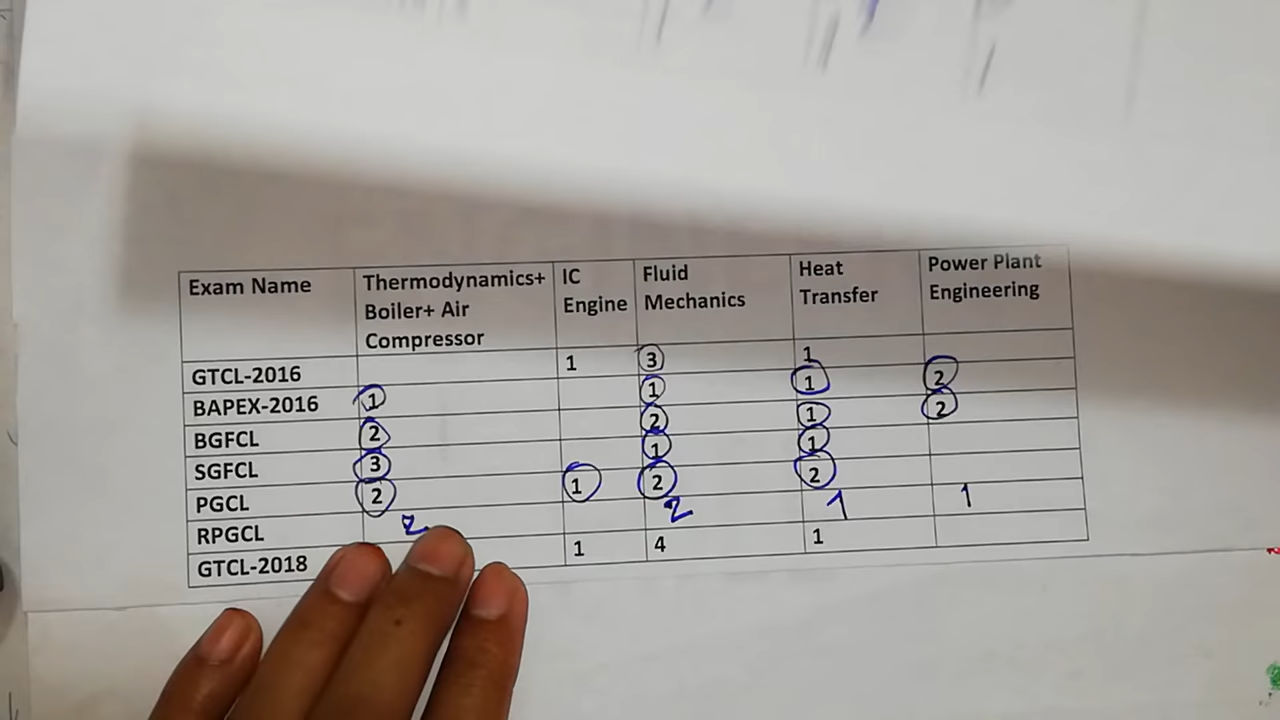 Exam Name Thermodynamics+ Boiler+ Air Compressor IC Engine Fluid Mechanics Heat Transfer Power Plant Engineering
GTCL-2016 1 3 1
BAPEX-2016 1 1 1 2
BGFCL 2 2 1 2
SGFCL 3 1 1
PGCL 2 1 2 2
RPGCL 2 2 1 1
GTCL-2018 1 4 1